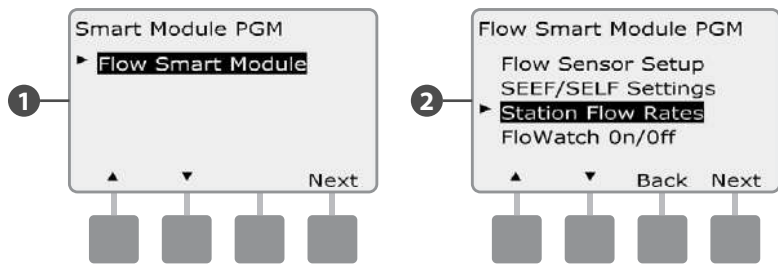 Smart Module PGM
► Flow Smart Module
1
▲ ▼ Next
Flow Smart Module PGM
Flow Sensor Setup
SEEF/SELF Settings
2
► Station Flow Rates
FloWatch On/Off
▲ ▼ Back Next